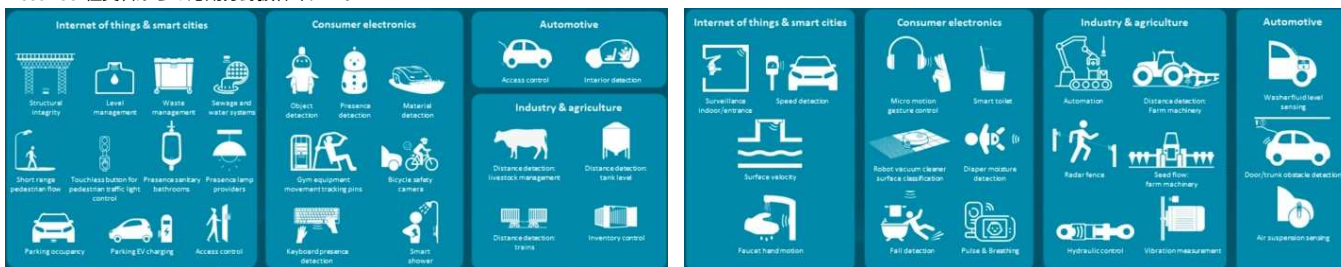 Internet of things & smart cities
Structural
integrity
Level
management
Waste
management
Sewage and
water systems
Short range
pedestrian flow
Touchless button for
pedestrian traffic light
control
Presence sanitary
bathrooms
Presence lamp
providers
Parking occupancy
Parking EV charging
Access control
Consumer electronics
Object
detection
Presence
detection
Material
detection
Gym equipment
movement tracking pins
Bicycle safety
camera
Keyboard presence
detection
Smart
shower
Automotive
Access control
Interior detection
Industry & agriculture
Distance detection:
livestock management
Distance detection:
tank level
Distance detection:
trains
Inventory control
Internet of things & smart cities
Surveillance
indoor/entrance
Speed detection
Surface velocity
Faucet hand motion
Consumer electronics
Micro motion
gesture control
Smart toilet
Robot vacuum cleaner
surface classification
Diaper moisture
detection
Fall detection
Pulse & Breathing
Industry & agriculture
Automation
Distance detection:
Farm machinery
Radar fence
Seed flow:
farm machinery
Hydraulic control
Vibration measurement
Automotive
Washer fluid level
sensing
Door/trunk obstacle detection
Air suspension sensing